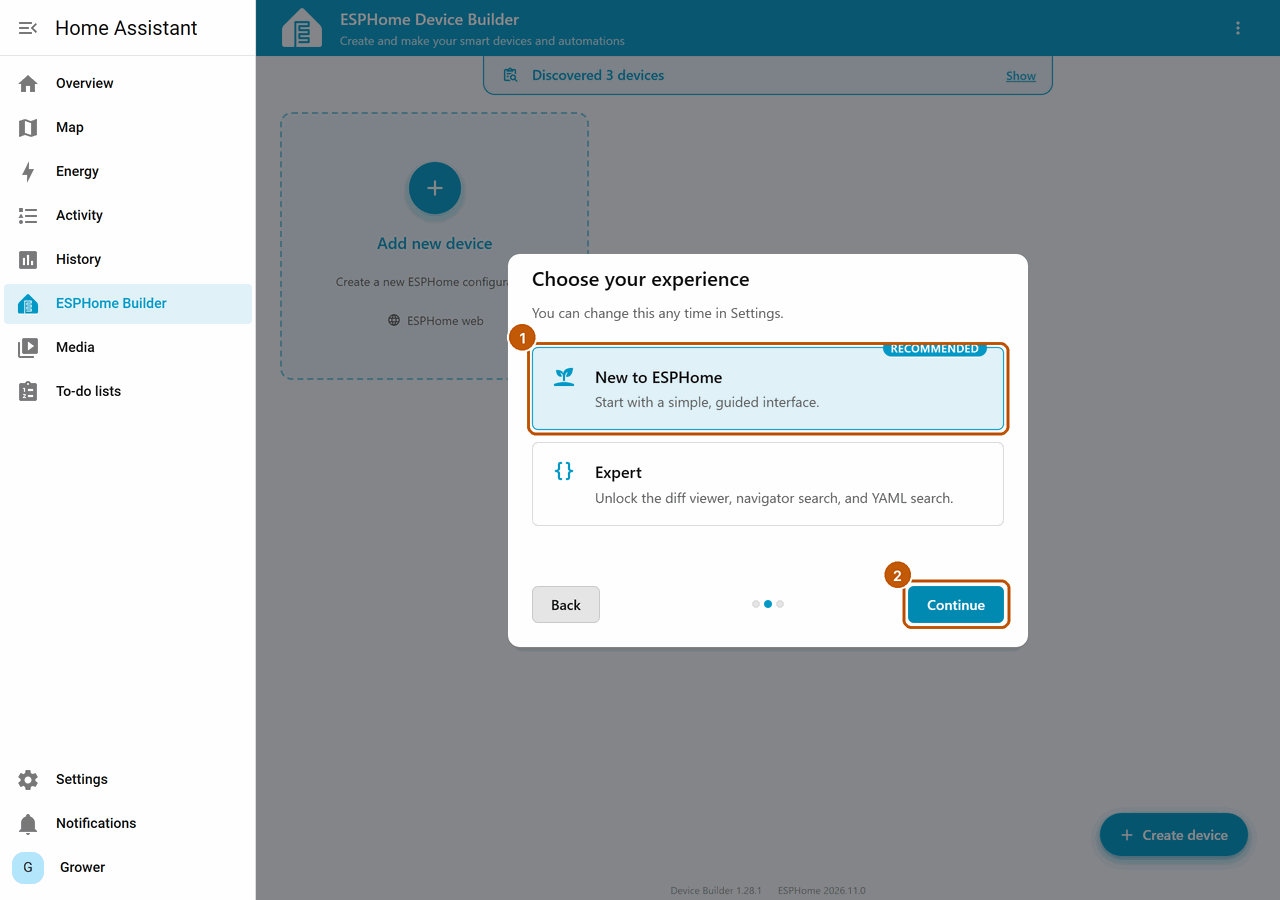 Home Assistant
Overview
Map
Energy
Activity
History
ESPHome Builder
Media
To-do lists
Settings
Notifications
G
Grower
ESPHome Device Builder
Create and make your smart devices and automations
Discovered 3 devices
Show
Add new device
Create a new ESPHome configura
ESPHome web
Choose your experience
You can change this any time in Settings.
1
RECOMMENDED
New to ESPHome
Start with a simple, guided interface.
{} Expert
Unlock the diff viewer, navigator search, and YAML search.
Back
2
Continue
+ Create device
Device Builder 1.28.1 ESPHome 2026.11.0